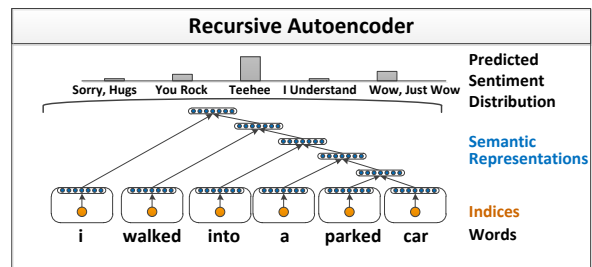 Recursive Autoencoder
Predicted
Sentiment
Distribution
Sorry, Hugs You Rock Teehee I Understand Wow, Just Wow
Semantic
Representations
Indices
i walked into a parked car Words